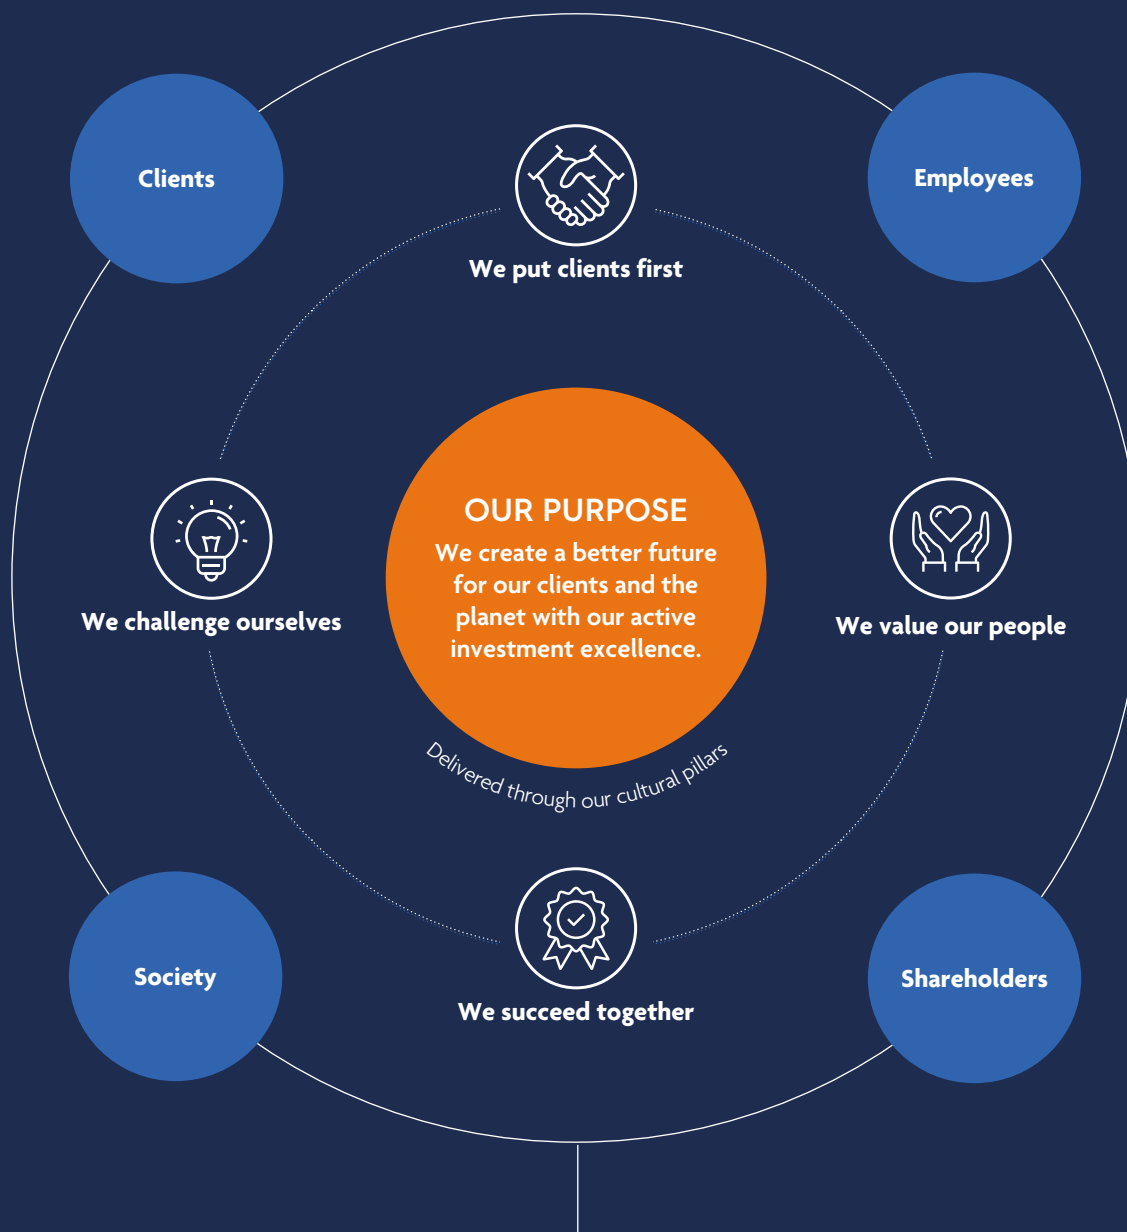 Clients
Employees
We put clients first
OUR PURPOSE
We create a better future
for our clients and the
planet with our active
investment excellence.
We challenge ourselves
We value our people
Delivered through our cultural pillars
Society
Shareholders
We succeed together